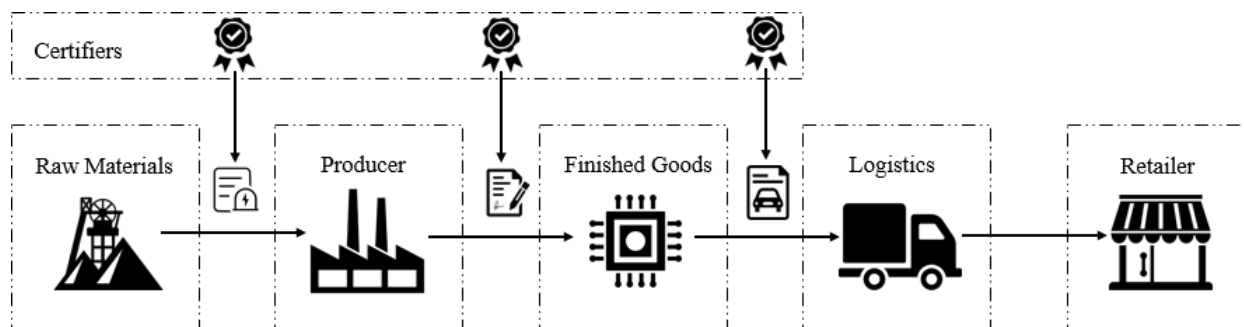 Certifiers
Raw Materials
Producer
Finished Goods
Logistics
Retailer